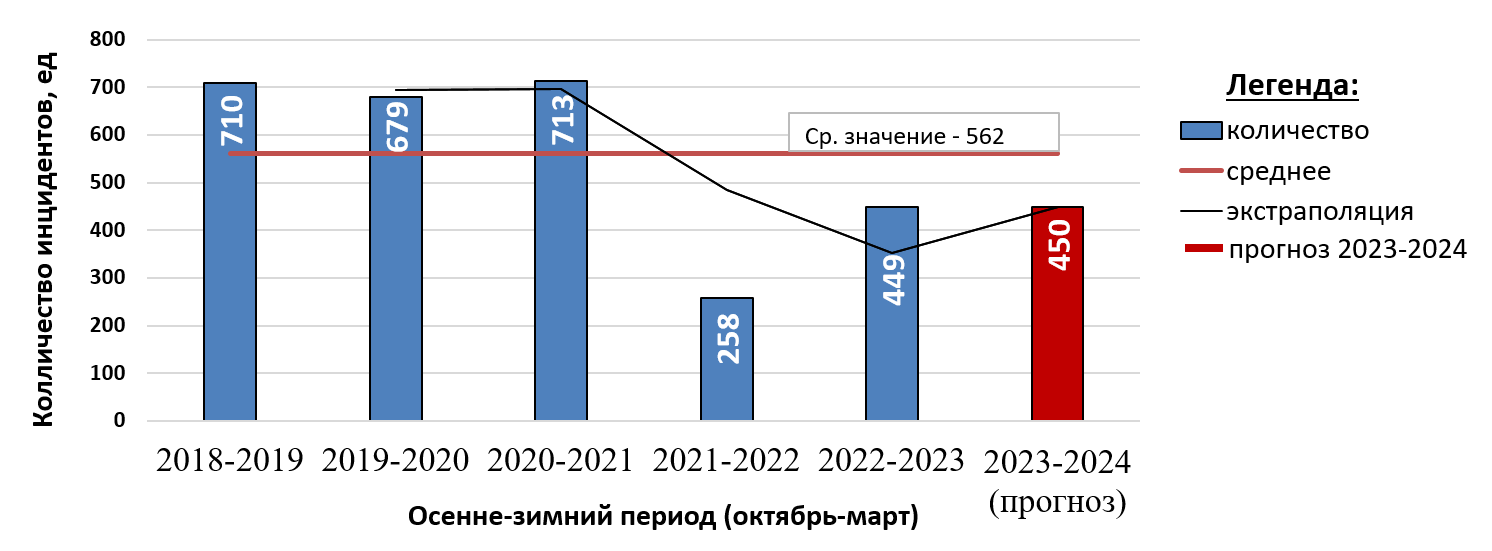 Колличество инцидентов, ед
800
700
600
500
400
300
200
100
0
710
679
713
258
449
450
Ср. значение - 562
2018-2019
2019-2020
2020-2021
2021-2022
2022-2023
2023-2024
(прогноз)
Осенне-зимний период (октябрь-март)
Легенда:
количество
среднее
экстраполяция
прогноз 2023-2024